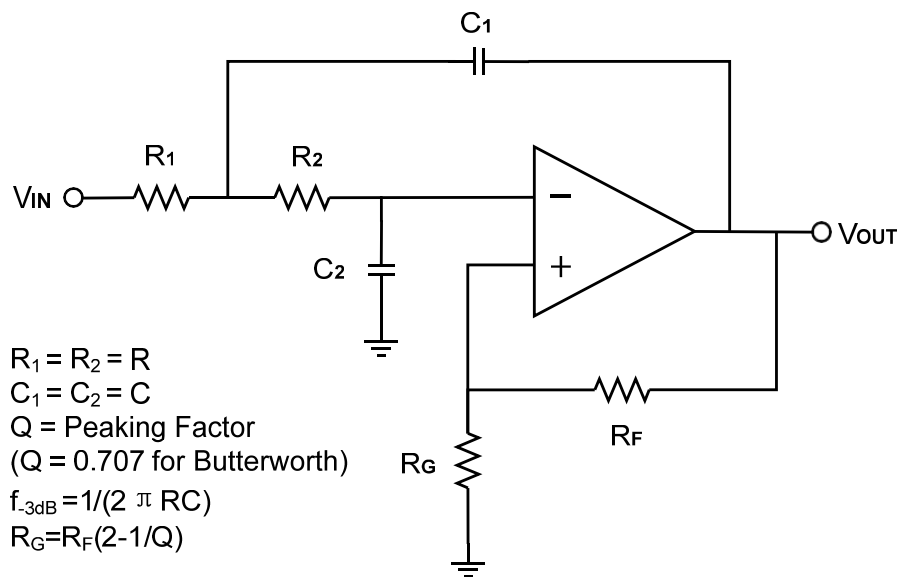 C1
R1
R2
VIN
−
VOUT
C2
+
R1 = R2 = R
C1 = C2 = C
Q = Peaking Factor
RF
(Q = 0.707 for Butterworth)
RG
f-3dB=1/(2 π RC)
RG=RF(2-1/Q)